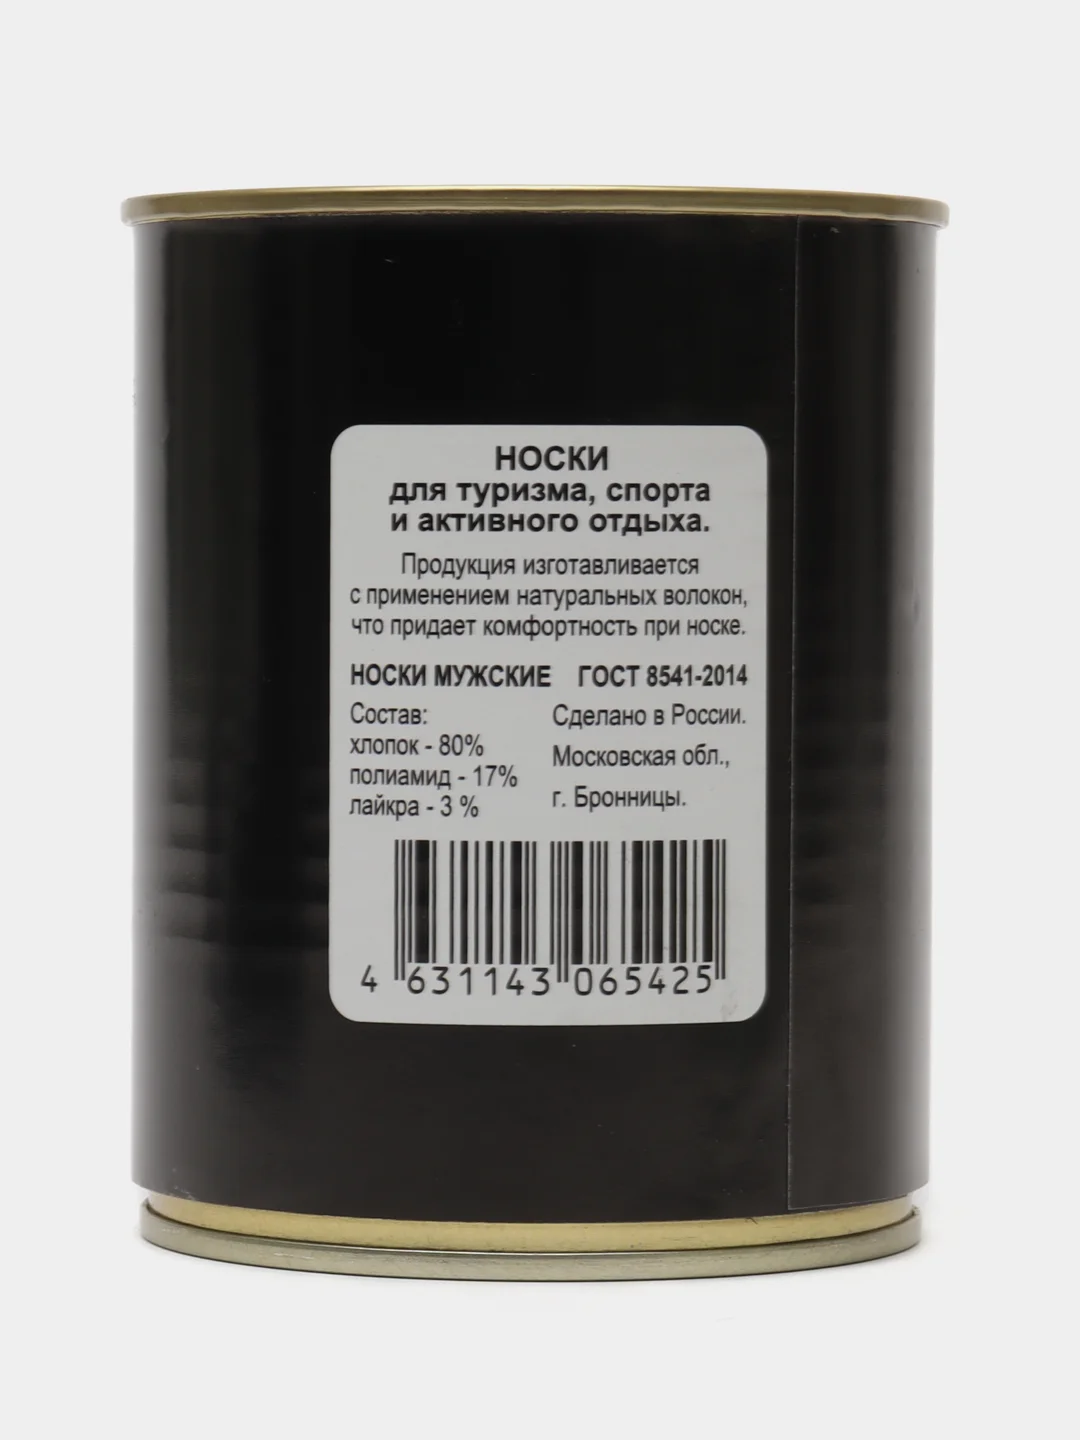 НОСКИ
для туризма, спорта
и активного отдыха.
Продукция изготавливается
с применением натуральных волокон,
что придает комфортность при носке.
НОСКИ МУЖСКИЕ ГОСТ 8541-2014
Состав:
хлопок - 80%
полиамид - 17%
лайкра - 3 %
Сделано в России.
Московская обл.,
г. Бронницы.
4 631143 065425